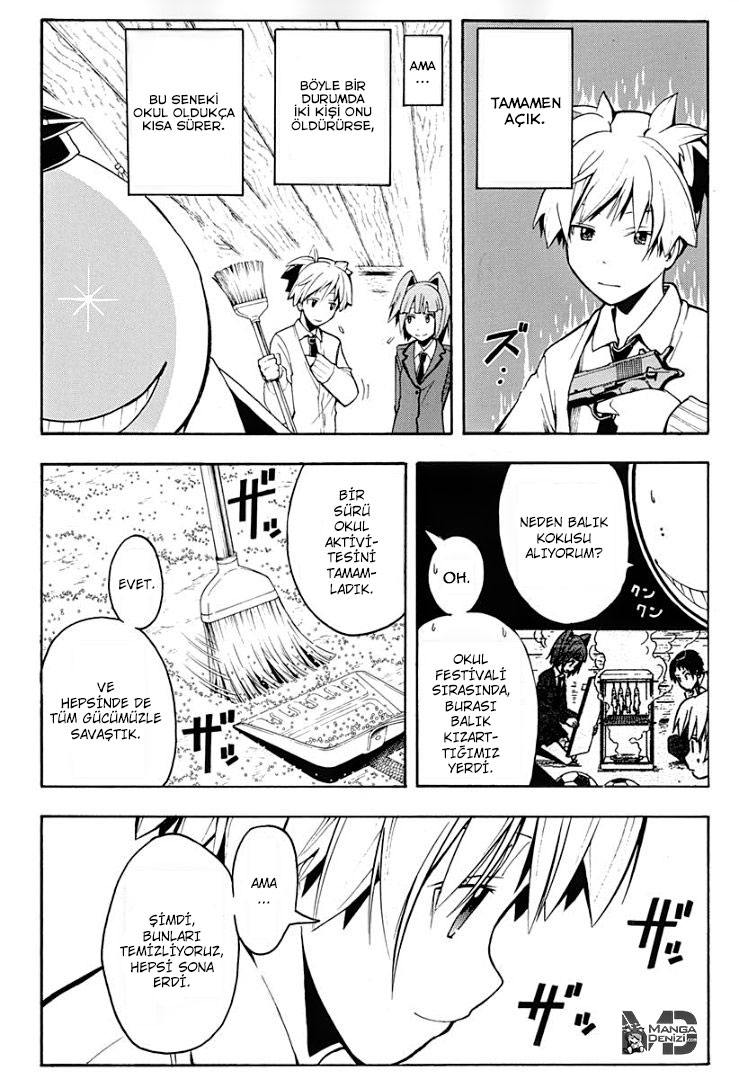 TAMAMEN
AÇIK.
ズ
AMA
...
BÖYLE BİR
DURUMDA
İKİ KİŞİ ONU
ÖLDÜRÜRSE,
BU SENEKİ
OKUL OLDUKÇA
KISA SÜRER.
NEDEN BALIK
KOKUSU
ALIYORUM?
クン
クン
OH.
OKUL
FESTİVALİ
SIRASINDA,
BURASI
BALIK
KIZART-
TIĞIMIZ
YERDİ.
BİR
SÜRÜ
OKUL
AKTİVİ-
TESİNİ
TAMAM-
LADIK.
ザッ
EVET.
VE
HEPSİNDE DE
TÜM GÜCÜMÜZLE
SAVAŞTIK.
ザッ
AMA
...
ŞİMDİ,
BUNLARI
TEMİZLİYORUZ,
HEPSİ SONA
ERDİ.
ザッ
ザッ
MANGA
DENİZİ.com